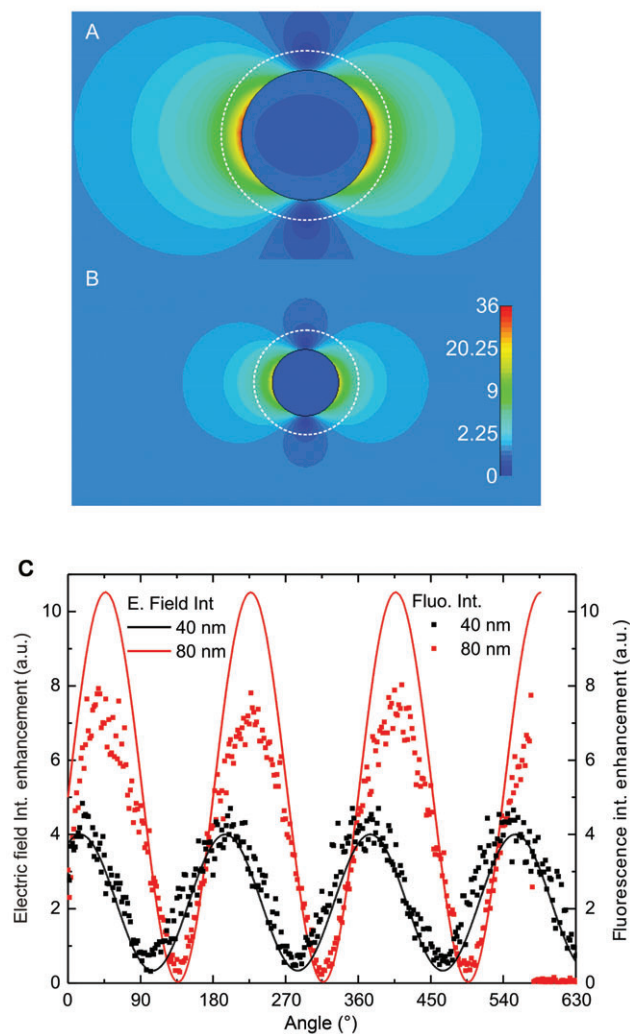 A
B
36
20.25
9
2.25
0
C
E. Field Int
40 nm
80 nm
Fluo. Int.
40 nm
80 nm
Electric field Int. enhancement (a.u.)
10
8
6
4
2
0
Fluorescence int. enhancement (a.u.)
10
8
6
4
2
0
0 90 180 270 360 450 540 630
Angle (°)